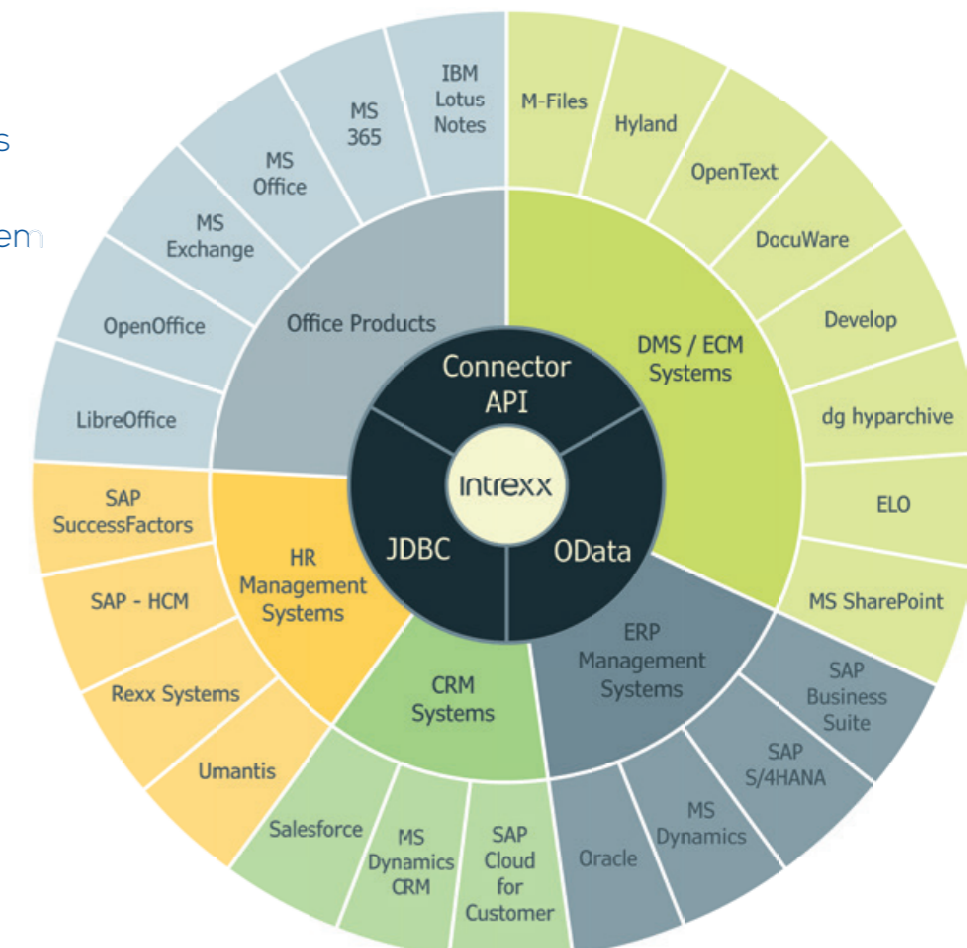 s
em
IBM
Lotus
Notes
MS
365
MS
Office
MS
Exchange
OpenOffice
LibreOffice
Office Products
M-Files
Hyland
OpenText
DocuWare
Develop
dg hyparchive
ELO
MS SharePoint
DMS / ECM
Systems
Connector
API
Intrexx
JDBC
OData
SAP
SuccessFactors
SAP - HCM
Rexx Systems
Umantis
HR
Management
Systems
CRM
Systems
Salesforce
MS
Dynamics
CRM
SAP
Cloud
for
Customer
ERP
Management
Systems
SAP
Business
Suite
SAP
S/4HANA
MS
Dynamics
Oracle